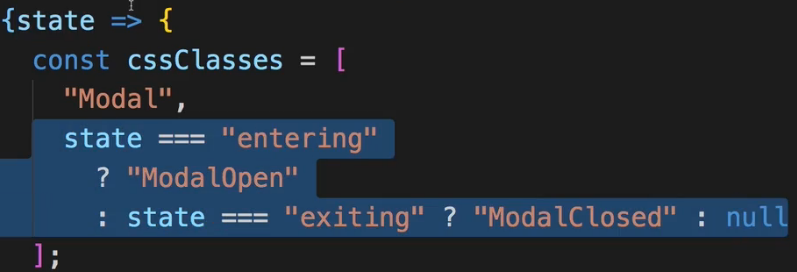 {state => {
const cssClasses = [
"Modal",
state === "entering"
? "ModalOpen"
: state === "exiting" ? "ModalClosed" : null
];